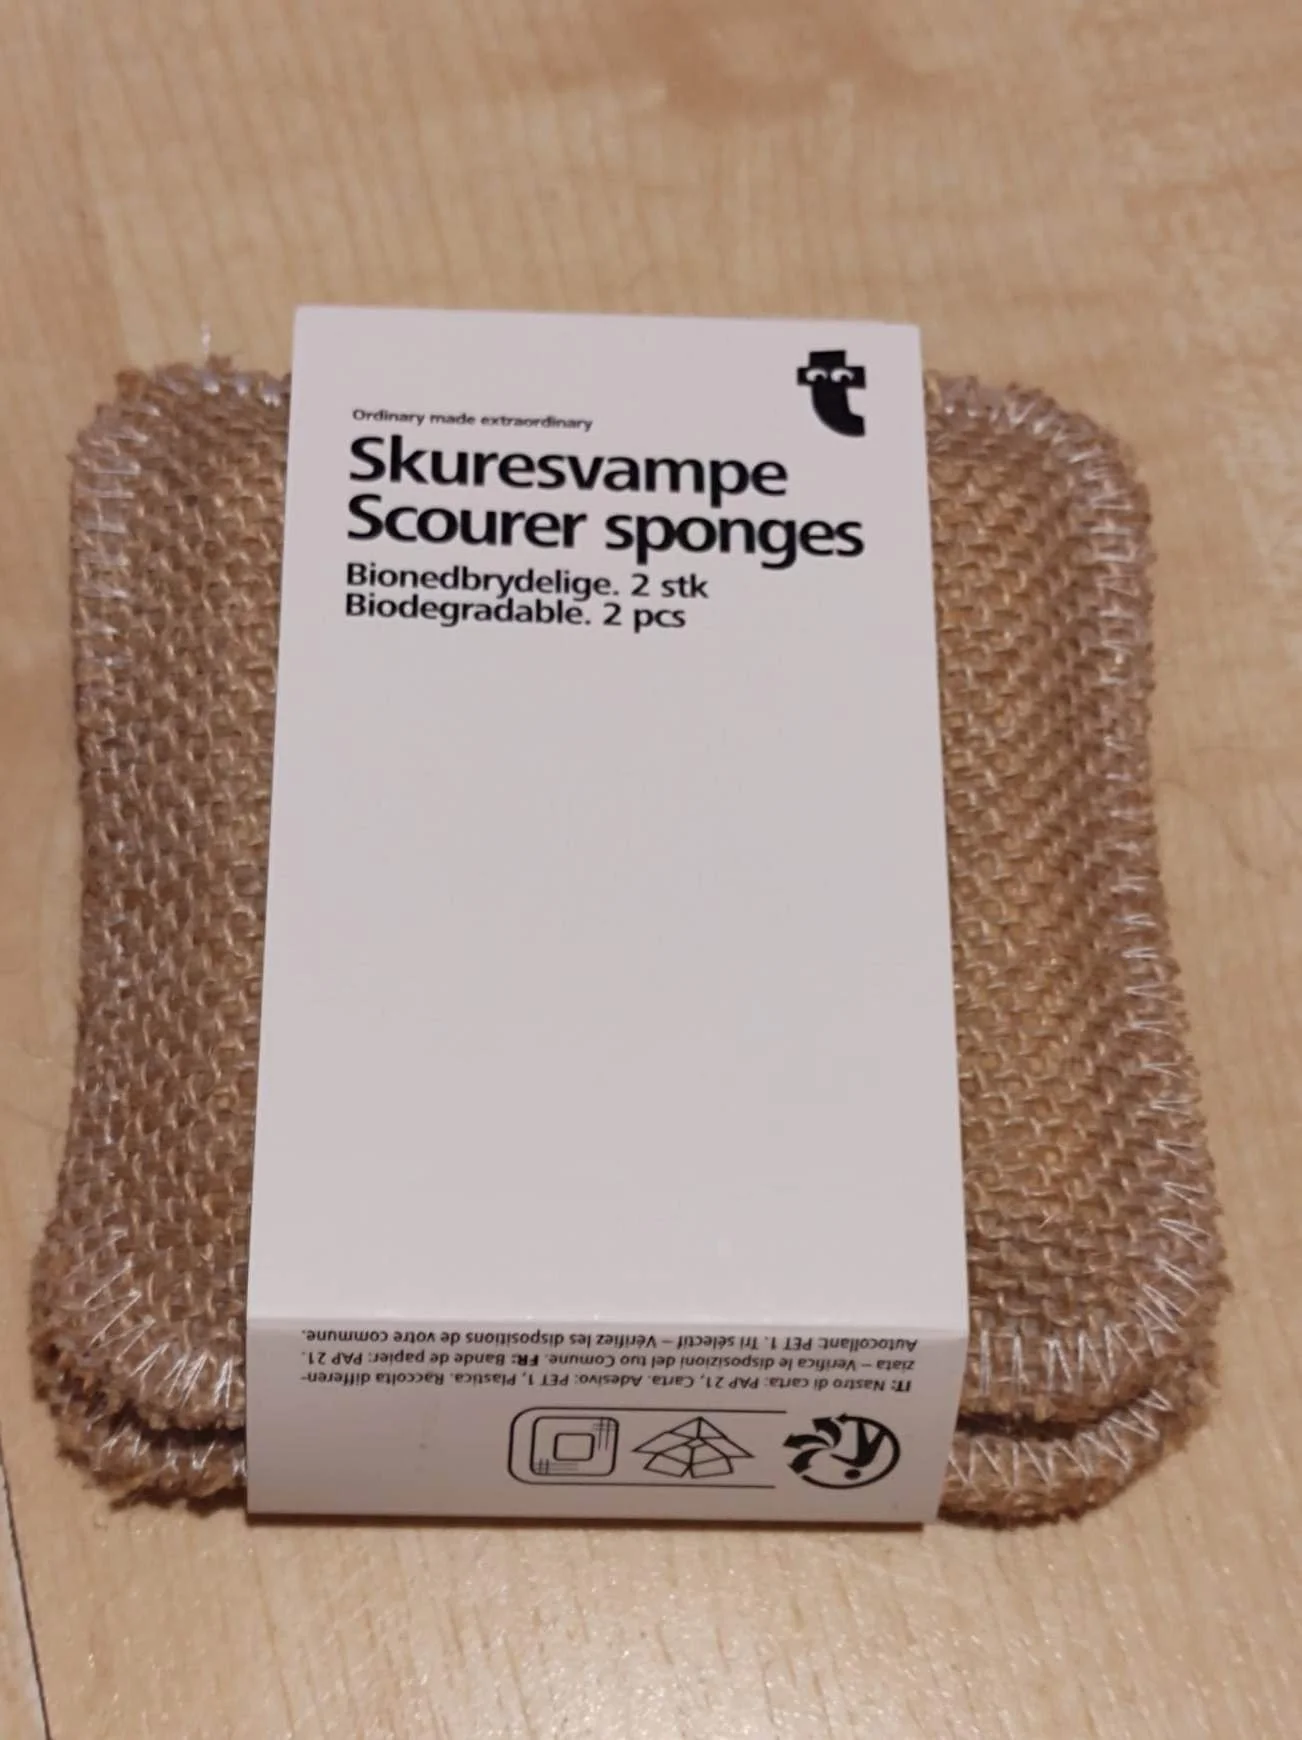 Ordinary made extraordinary
Skuresvampe
Scourer sponges
Bionedbrydelige. 2 stk
Biodegradable. 2 pcs
IT: Nastro di carta: PAP 21, Carta. Adesivo: PET 1, Plastica. Raccolta differen-
ziata – Verifica le disposizioni del tuo Comune. FR: Bande de papier: PAP 21.
Autocollant: PET 1. Tri sélectif – Vérifiez les dispositions de votre commune.